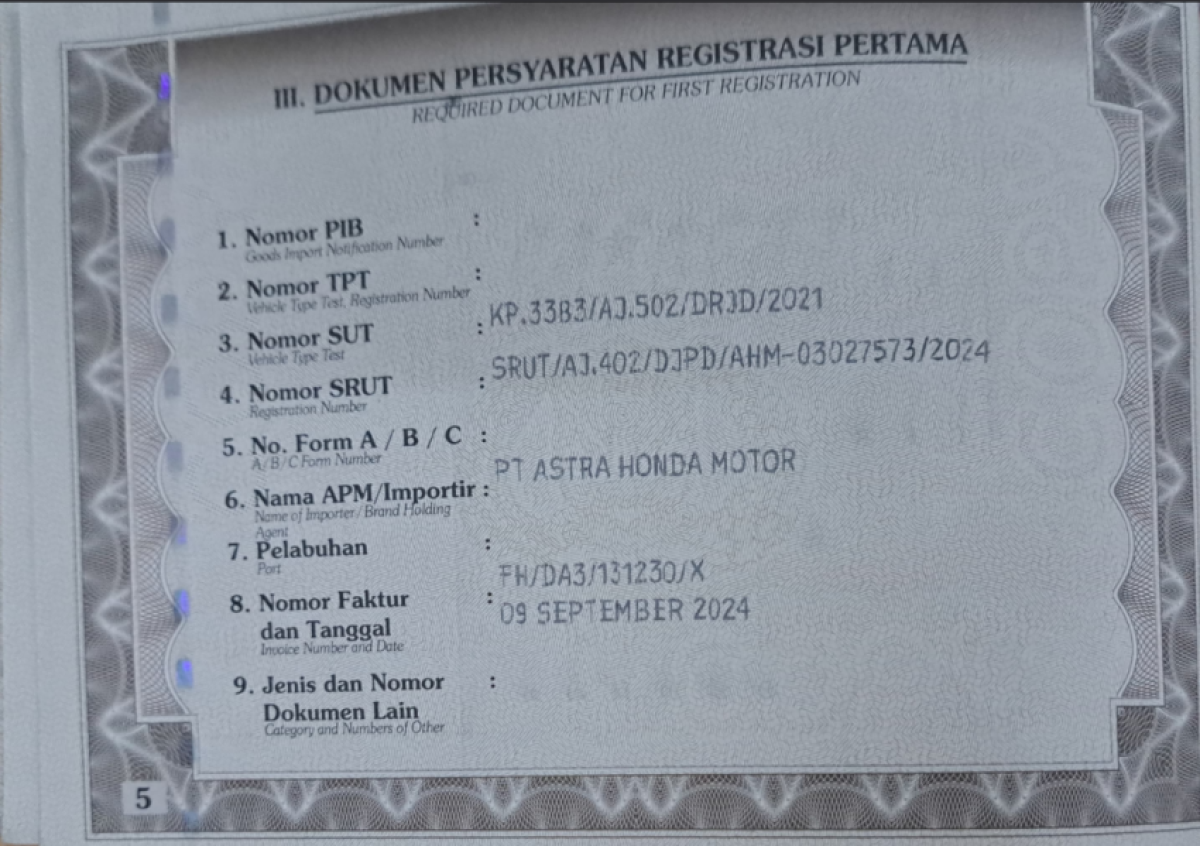 III. DOKUMEN PERSYARATAN REGISTRASI PERTAMA
REQUIRED DOCUMENT FOR FIRST REGISTRATION
1. Nomor PIB :
Goods Import Notification Number
2. Nomor TPT :
Vehicle Type Test, Registration Number
3. Nomor SUT : KP.3383/AJ.502/DRJD/2021
Vehicle Type Test
4. Nomor SRUT : SRUT/AJ.402/DJPD/AHM-03027573/2024
Registration Number
5. No. Form A / B / C :
A/B/C Form Number
6. Nama APM/Importir : PT ASTRA HONDA MOTOR
Name of Importer/Brand Holding
Agent
7. Pelabuhan :
Port
8. Nomor Faktur : FH/DA3/131230/X
dan Tanggal 09 SEPTEMBER 2024
Invoice Number and Date
9. Jenis dan Nomor :
Dokumen Lain
Category and Numbers of Other
5